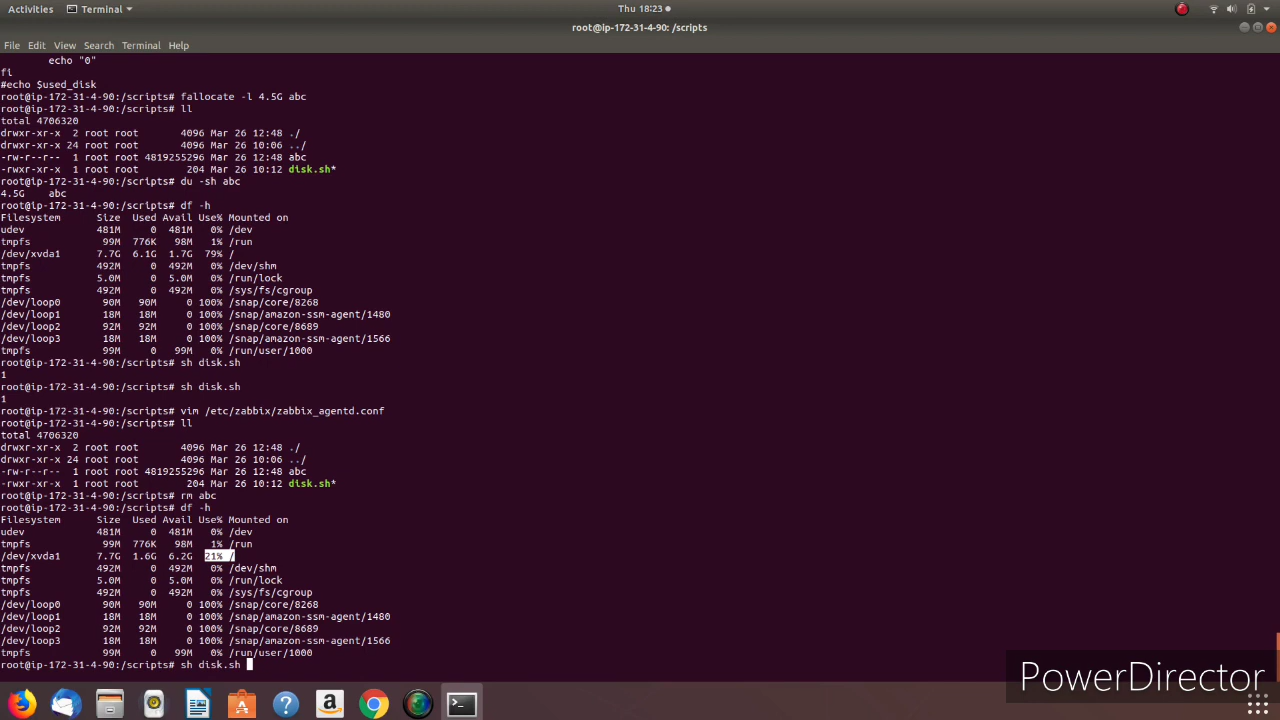 Activities Terminal Thu 18:23
root@ip-172-31-4-90: /scripts
File Edit View Search Terminal Help
echo "0"
fi
#echo $used_disk
root@ip-172-31-4-90:/scripts# fallocate -l 4.5G abc
root@ip-172-31-4-90:/scripts# ll
total 4706320
drwxr-xr-x 2 root root 4096 Mar 26 12:48 ./
drwxr-xr-x 24 root root 4096 Mar 26 10:06 ../
-rw-r--r-- 1 root root 4819255296 Mar 26 12:48 abc
-rwxr-xr-x 1 root root 204 Mar 26 10:12 disk.sh*
root@ip-172-31-4-90:/scripts# du -sh abc
4.5G abc
root@ip-172-31-4-90:/scripts# df -h
Filesystem Size Used Avail Use% Mounted on
udev 481M 0 481M 0% /dev
tmpfs 99M 776K 98M 1% /run
/dev/xvda1 7.7G 6.1G 1.7G 79% /
tmpfs 492M 0 492M 0% /dev/shm
tmpfs 5.0M 0 5.0M 0% /run/lock
tmpfs 492M 0 492M 0% /sys/fs/cgroup
/dev/loop0 90M 90M 0 100% /snap/core/8268
/dev/loop1 18M 18M 0 100% /snap/amazon-ssm-agent/1480
/dev/loop2 92M 92M 0 100% /snap/core/8689
/dev/loop3 18M 18M 0 100% /snap/amazon-ssm-agent/1566
tmpfs 99M 0 99M 0% /run/user/1000
root@ip-172-31-4-90:/scripts# sh disk.sh
1
root@ip-172-31-4-90:/scripts# sh disk.sh
1
root@ip-172-31-4-90:/scripts# vim /etc/zabbix/zabbix_agentd.conf
root@ip-172-31-4-90:/scripts# ll
total 4706320
drwxr-xr-x 2 root root 4096 Mar 26 12:48 ./
drwxr-xr-x 24 root root 4096 Mar 26 10:06 ../
-rw-r--r-- 1 root root 4819255296 Mar 26 12:48 abc
-rwxr-xr-x 1 root root 204 Mar 26 10:12 disk.sh*
root@ip-172-31-4-90:/scripts# rm abc
root@ip-172-31-4-90:/scripts# df -h
Filesystem Size Used Avail Use% Mounted on
udev 481M 0 481M 0% /dev
tmpfs 99M 776K 98M 1% /run
/dev/xvda1 7.7G 1.6G 6.2G 21% /
tmpfs 492M 0 492M 0% /dev/shm
tmpfs 5.0M 0 5.0M 0% /run/lock
tmpfs 492M 0 492M 0% /sys/fs/cgroup
/dev/loop0 90M 90M 0 100% /snap/core/8268
/dev/loop1 18M 18M 0 100% /snap/amazon-ssm-agent/1480
/dev/loop2 92M 92M 0 100% /snap/core/8689
/dev/loop3 18M 18M 0 100% /snap/amazon-ssm-agent/1566
tmpfs 99M 0 99M 0% /run/user/1000
root@ip-172-31-4-90:/scripts# sh disk.sh
PowerDirector